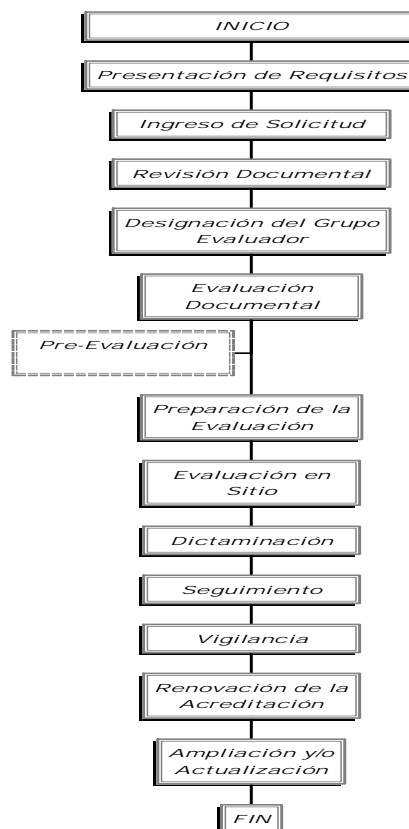 INICIO
Presentación de Requisitos
Ingreso de Solicitud
Revisión Documental
Designación del Grupo
Evaluador
Evaluación
Documental
Pre-Evaluación
Preparación de la
Evaluación
Evaluación en
Sitio
Dictaminación
Seguimiento
Vigilancia
Renovación de la
Acreditación
Ampliación y/o
Actualización
FIN